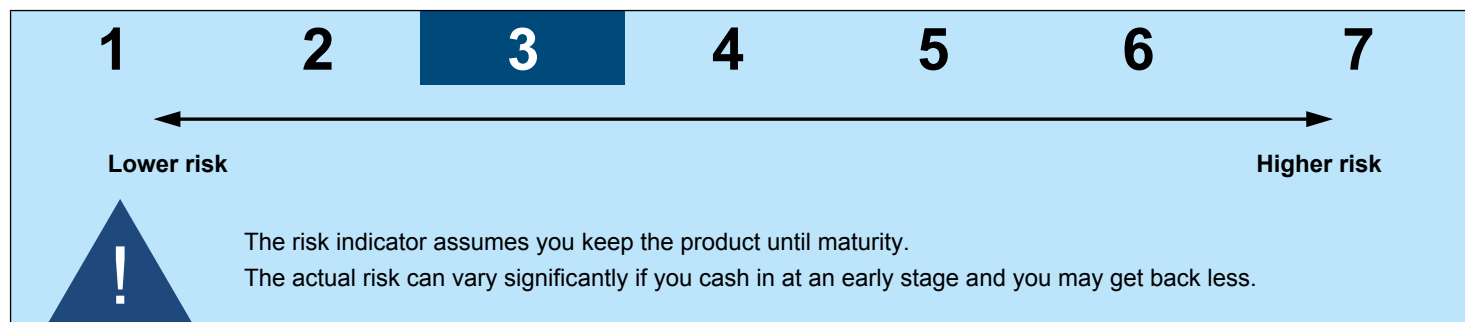 1 2 3 4 5 6 7
Lower risk Higher risk
!
The risk indicator assumes you keep the product until maturity.
The actual risk can vary significantly if you cash in at an early stage and you may get back less.